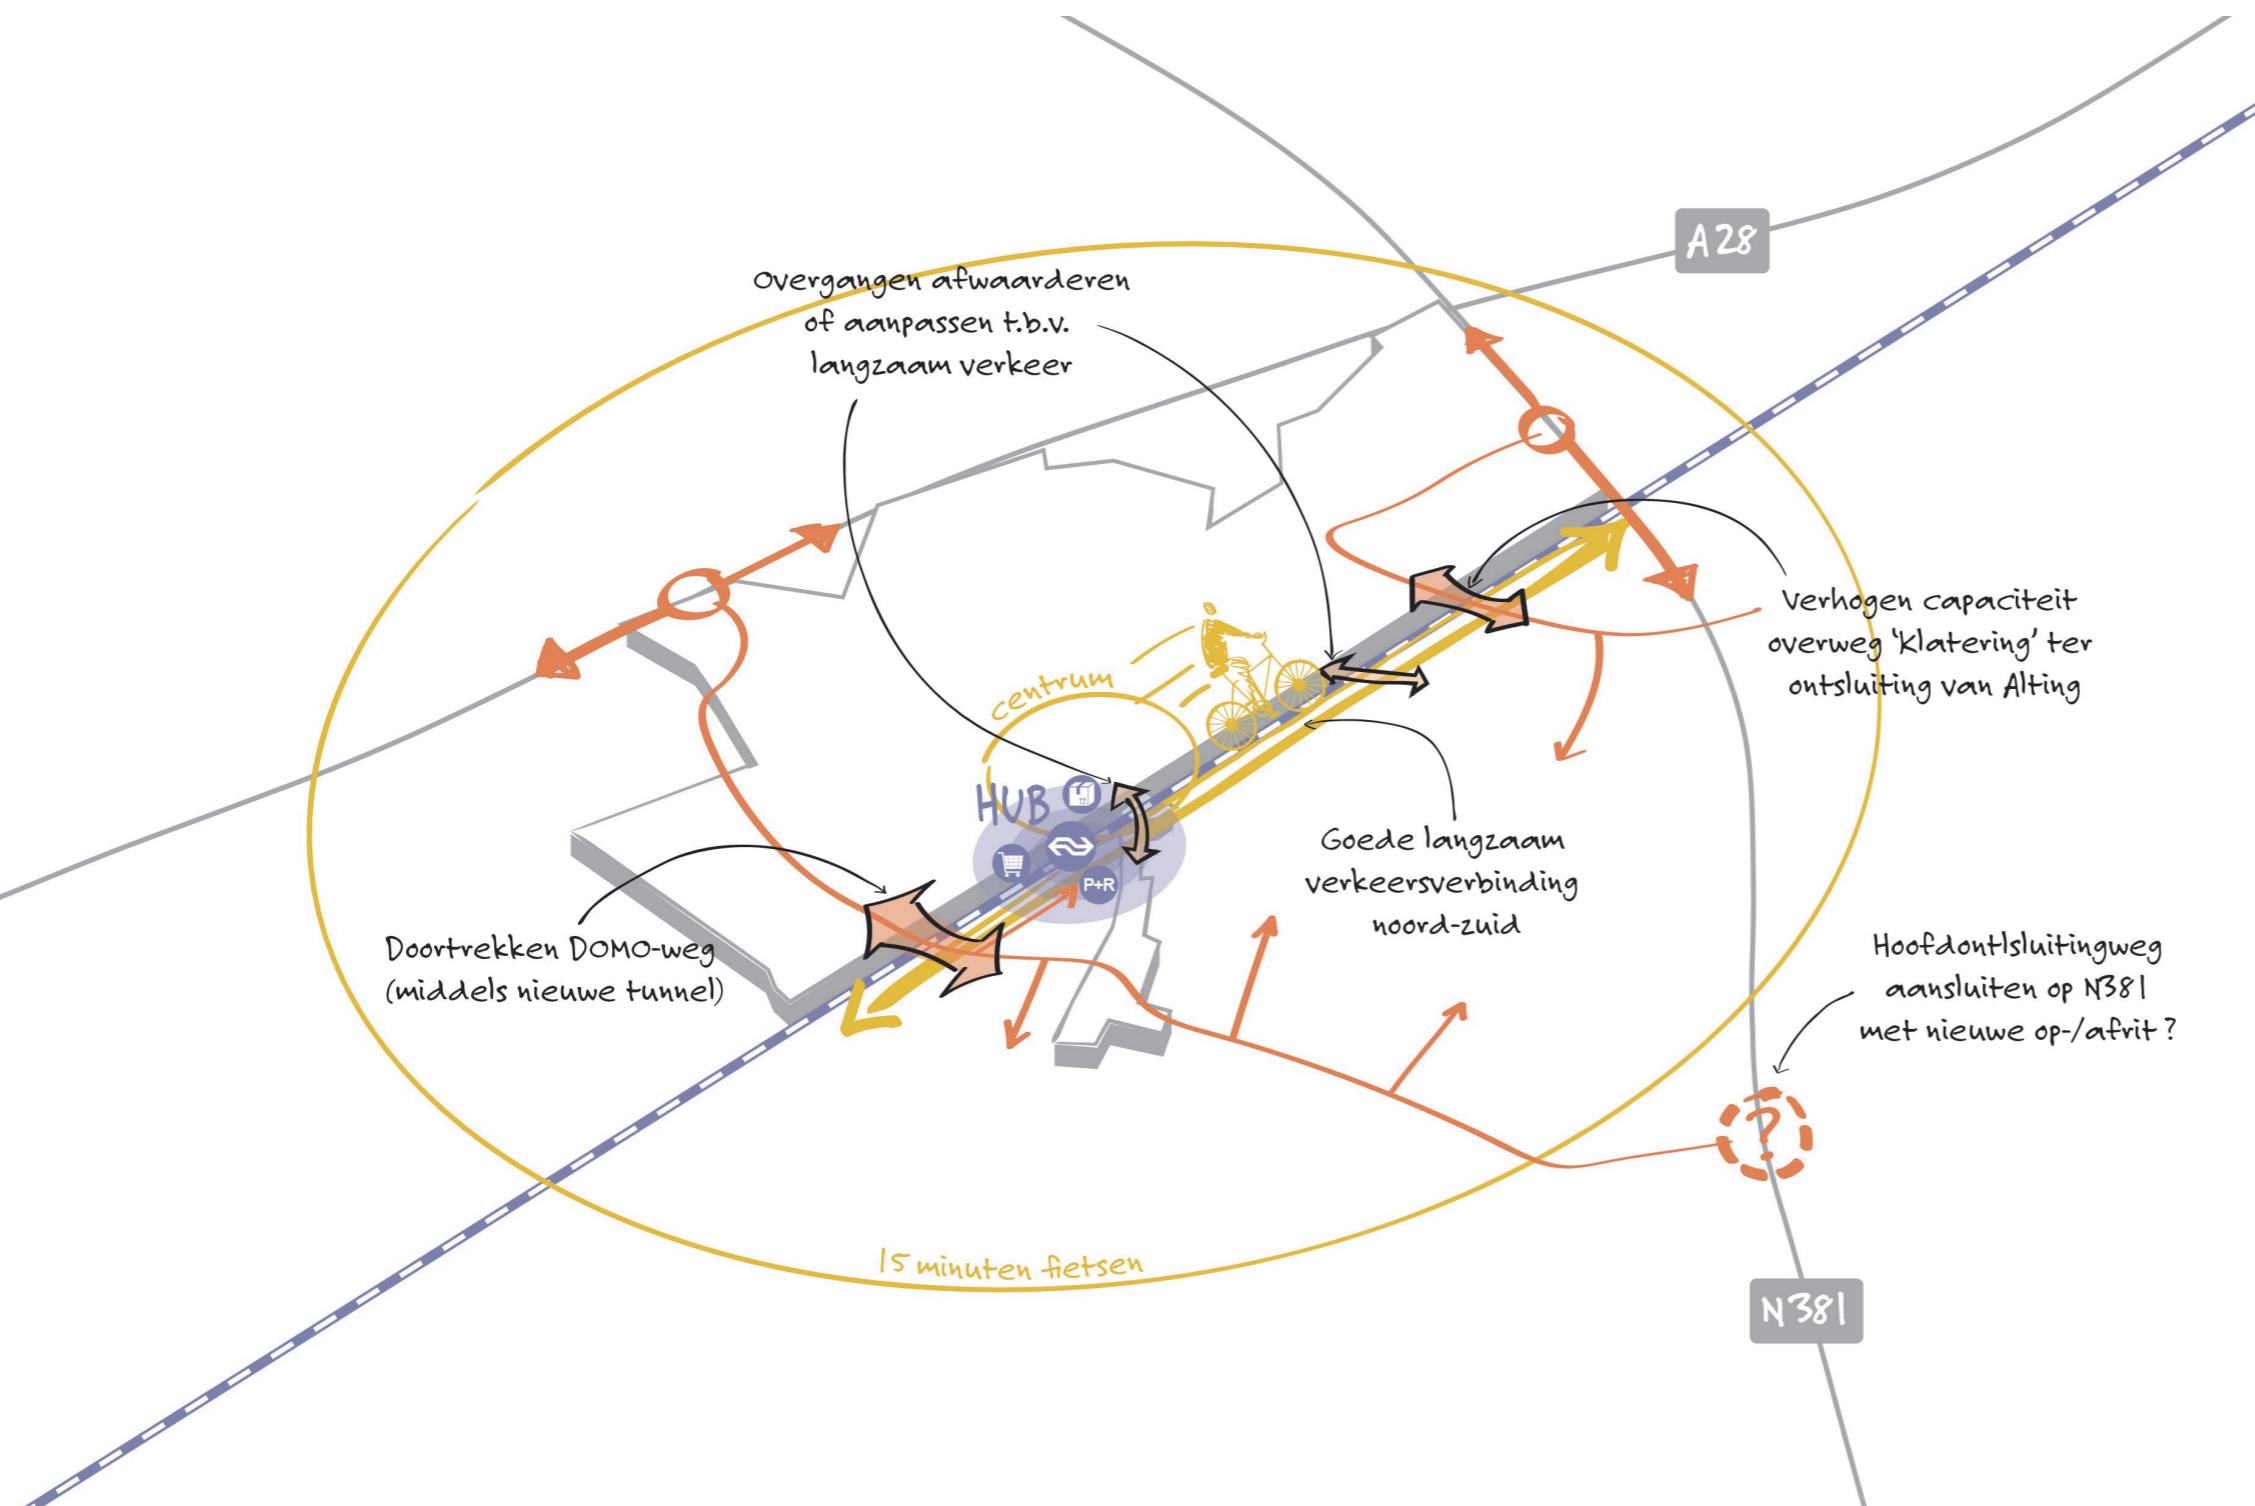 A28
Overgangen afwaarderen
of aanpassen t.b.v.
langzaam verkeer
Verhogen capaciteit
overweg 'Klatering' ter
ontsluiting van Alting
centrum
HUB
P+R
Goede langzaam
verkeersverbinding
noord-zuid
Doortrekken DOMO-weg
(middels nieuwe tunnel)
Hoofdontlsluitingweg
aansluiten op N381
met nieuwe op-/afrit?
?
15 minuten fietsen
N381